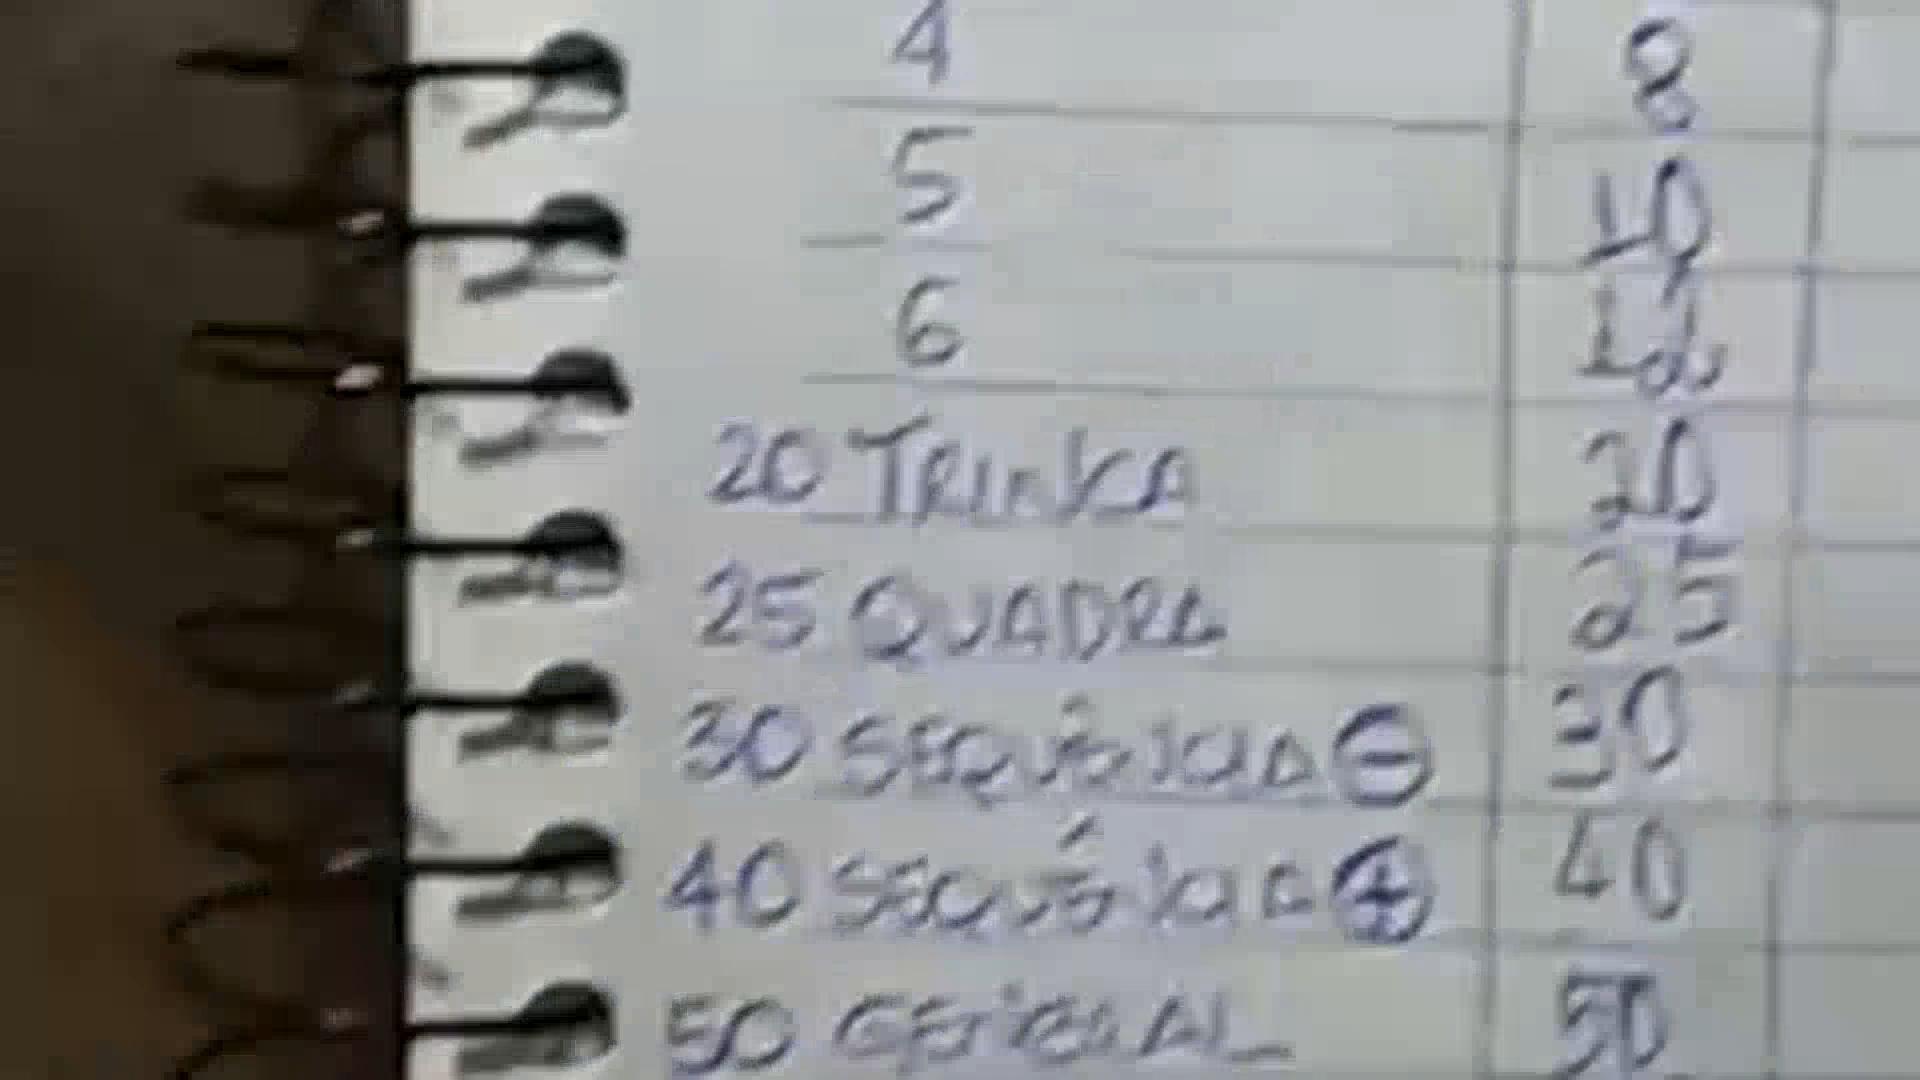 4 8
5 10
6 12
20 TRINCA 20
25 QUADRA 25
30 SEQUÊNCIA - 30
40 SEQUÊNCIA + 40
50 GENERAL 50